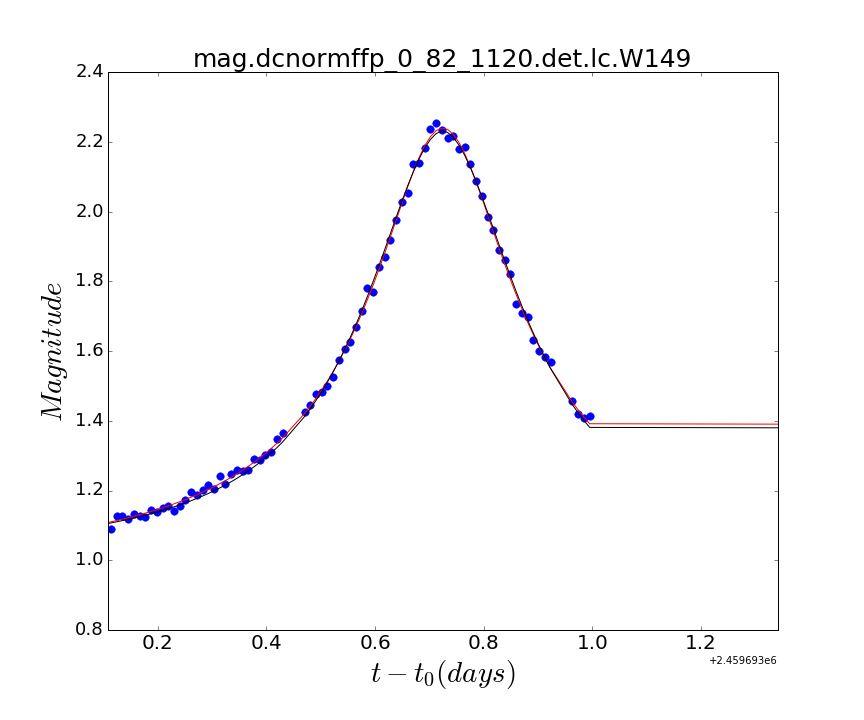 mag.dcnormffp_0_82_1120.det.lc.W149
2.4
2.2
2.0
1.8
1.6
1.4
1.2
1.0
0.8
Magnitude
0.2 0.4 0.6 0.8 1.0 1.2
+2.459693e6
t − t₀(days)